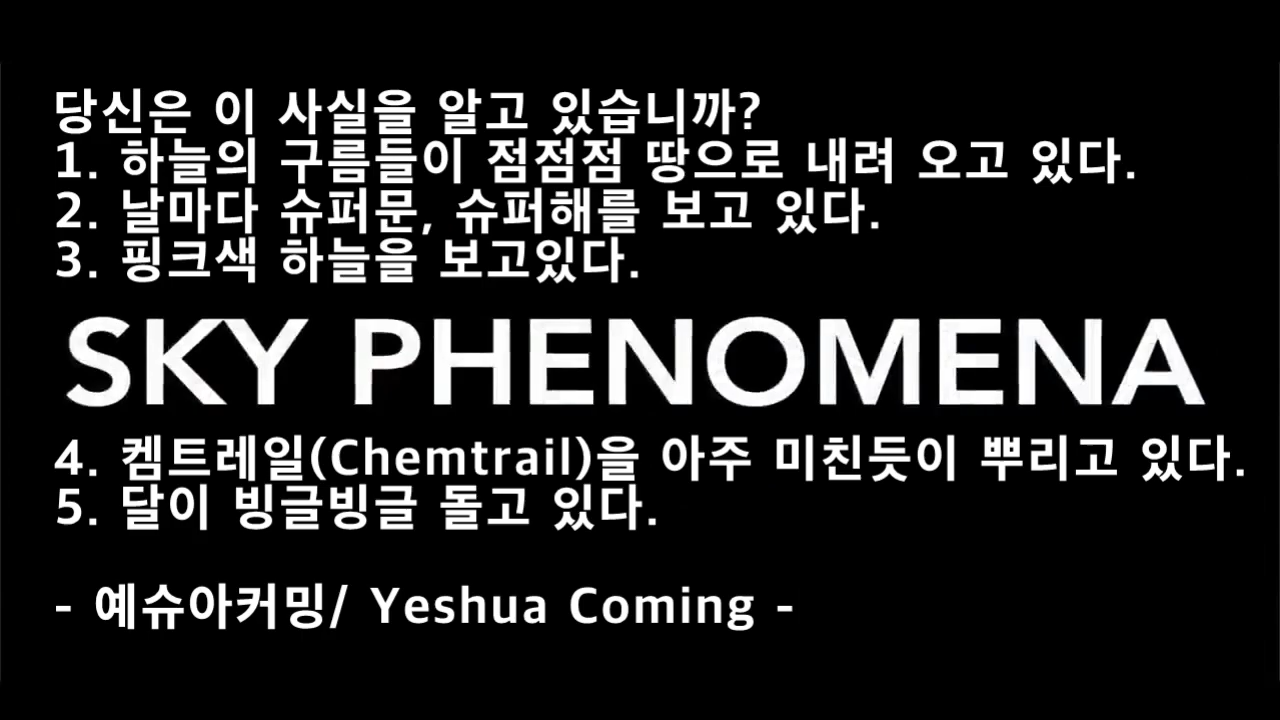 당신은 이 사실을 알고 있습니까?
1. 하늘의 구름들이 점점점 땅으로 내려 오고 있다.
2. 날마다 슈퍼문, 슈퍼해를 보고 있다.
3. 핑크색 하늘을 보고있다.
SKY PHENOMENA
4. 켐트레일(Chemtrail)을 아주 미친듯이 뿌리고 있다.
5. 달이 빙글빙글 돌고 있다.
- 예슈아커밍/ Yeshua Coming -